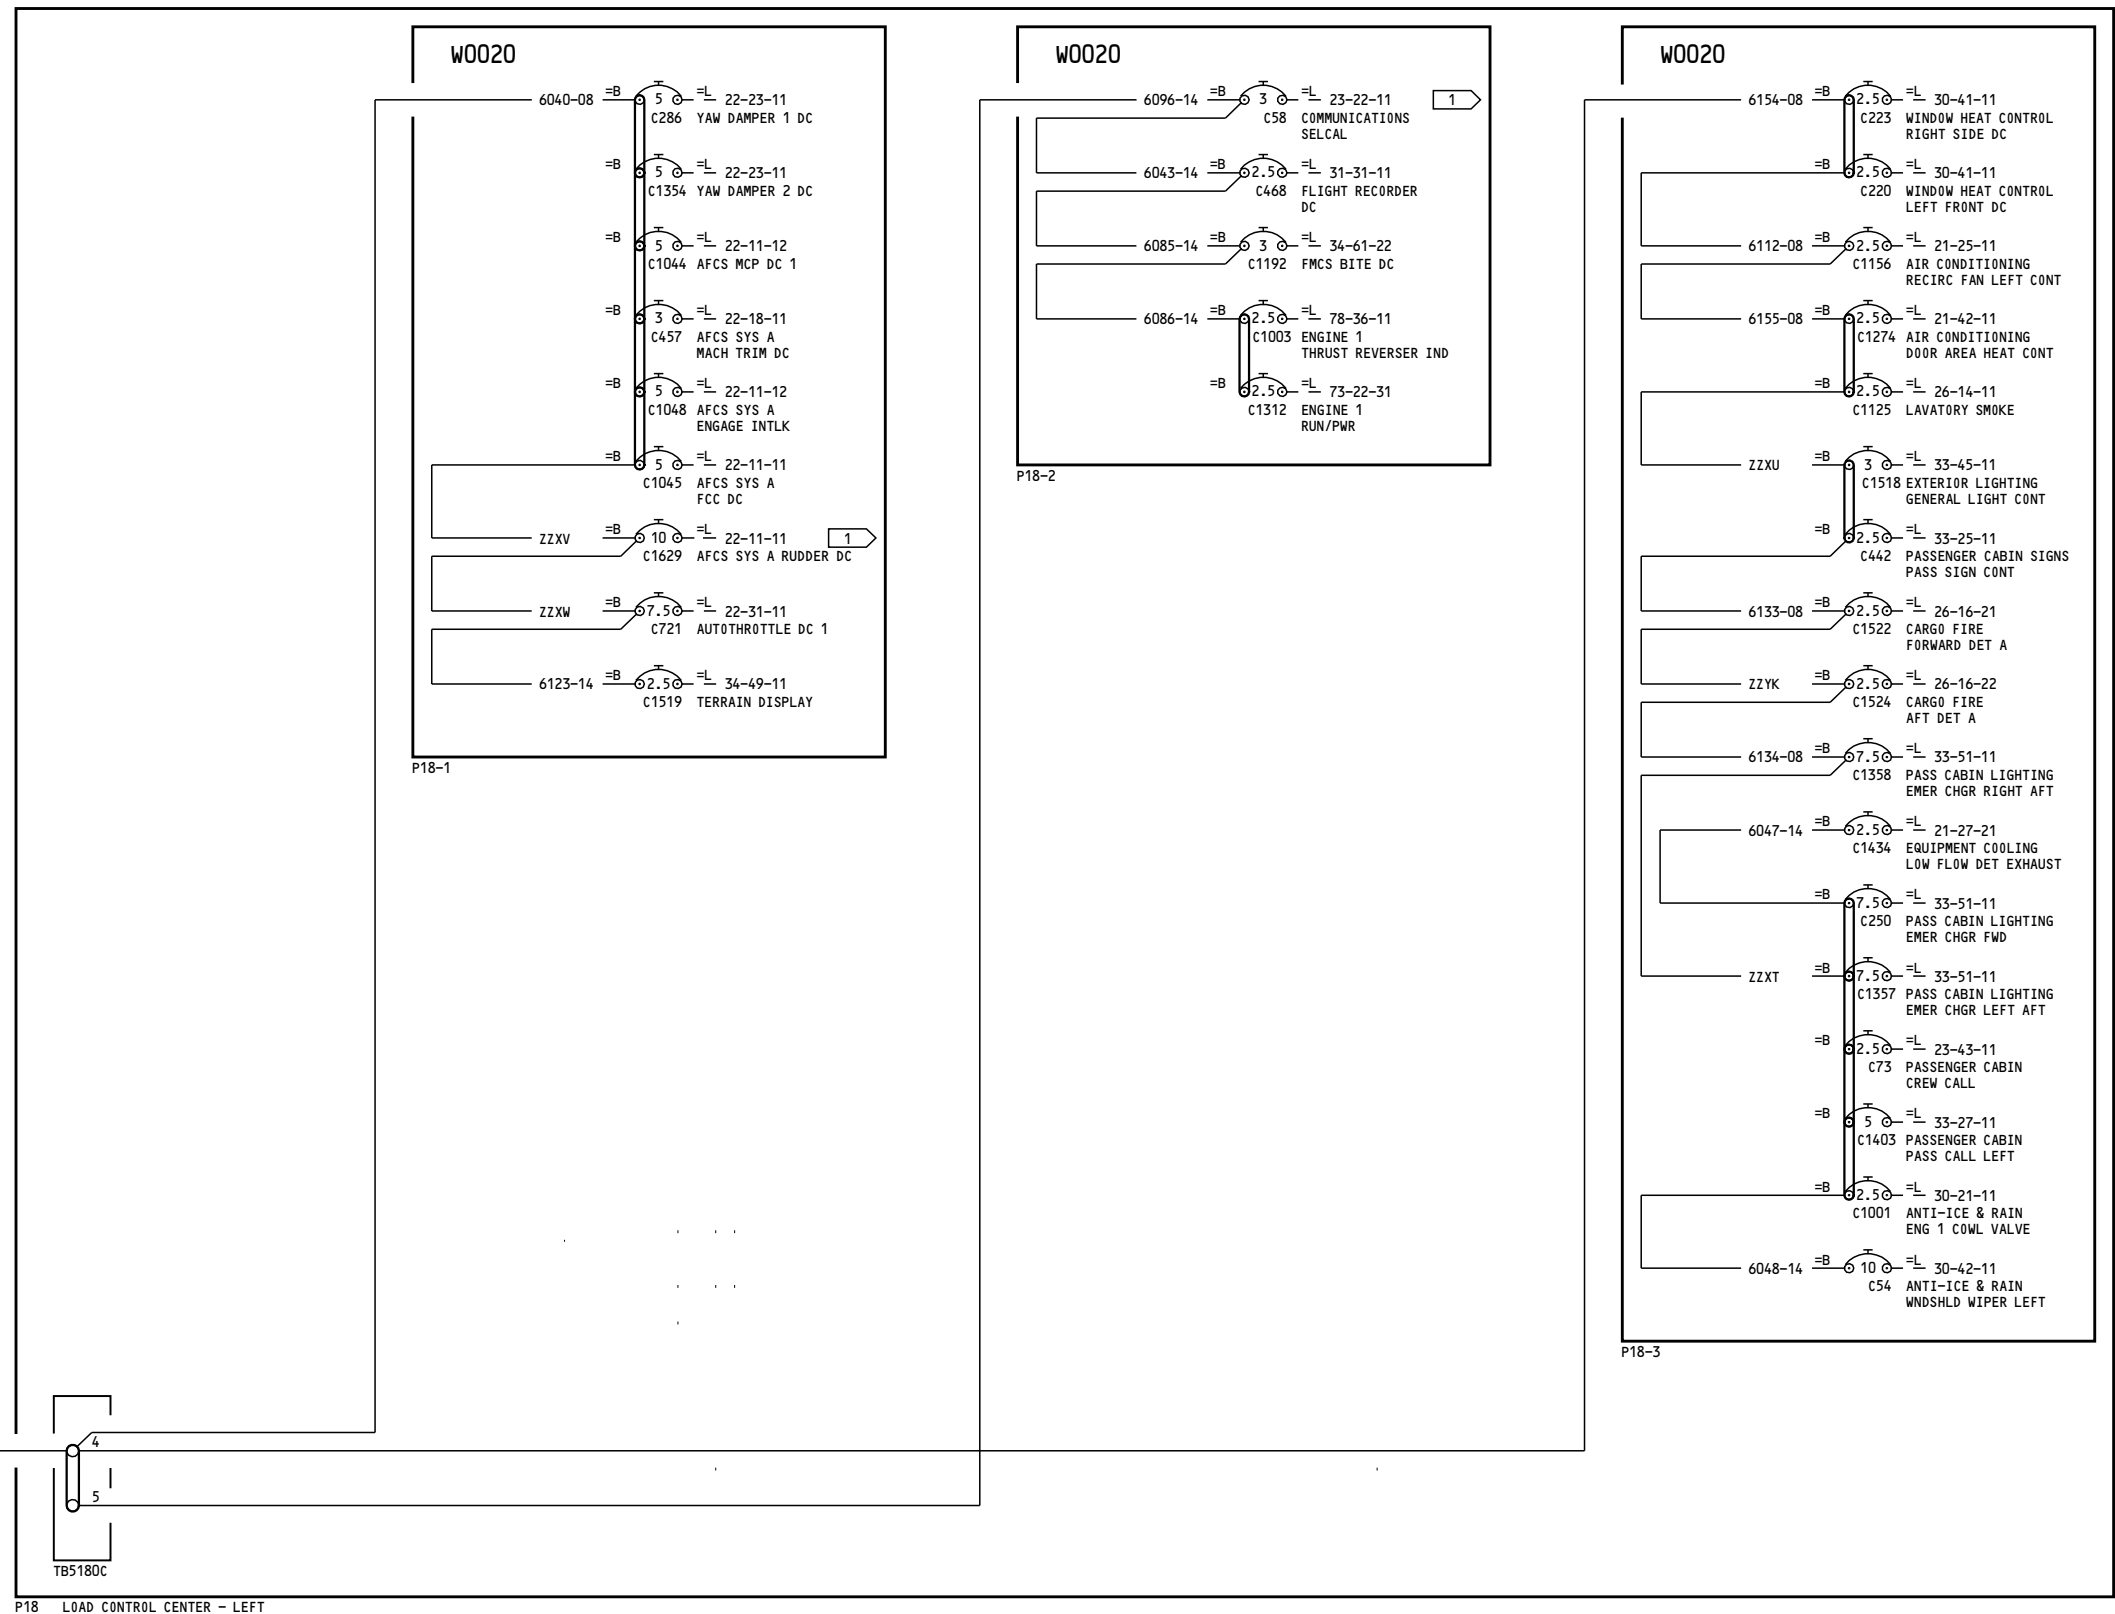 W0020
6040-08 =B 5 =L 22-23-11
C286 YAW DAMPER 1 DC
=B 5 =L 22-23-11
C1354 YAW DAMPER 2 DC
=B 5 =L 22-11-12
C1044 AFCS MCP DC 1
=B 3 =L 22-18-11
C457 AFCS SYS A
MACH TRIM DC
=B 5 =L 22-11-12
C1048 AFCS SYS A
ENGAGE INTLK
=B 5 =L 22-11-11
C1045 AFCS SYS A
FCC DC
ZZXV =B 10 =L 22-11-11 1
C1629 AFCS SYS A RUDDER DC
ZZXW =B 7.5 =L 22-31-11
C721 AUTOTHROTTLE DC 1
6123-14 =B 2.5 =L 34-49-11
C1519 TERRAIN DISPLAY
P18-1
W0020
6096-14 =B 3 =L 23-22-11 1
C58 COMMUNICATIONS
SELCAL
6043-14 =B 2.5 =L 31-31-11
C468 FLIGHT RECORDER
DC
6085-14 =B 3 =L 34-61-22
C1192 FMCS BITE DC
6086-14 =B 2.5 =L 78-36-11
C1003 ENGINE 1
THRUST REVERSER IND
=B 2.5 =L 73-22-31
C1312 ENGINE 1
RUN/PWR
P18-2
W0020
6154-08 =B 2.5 =L 30-41-11
C223 WINDOW HEAT CONTROL
RIGHT SIDE DC
=B 2.5 =L 30-41-11
C220 WINDOW HEAT CONTROL
LEFT FRONT DC
6112-08 =B 2.5 =L 21-25-11
C1156 AIR CONDITIONING
RECIRC FAN LEFT CONT
6155-08 =B 2.5 =L 21-42-11
C1274 AIR CONDITIONING
DOOR AREA HEAT CONT
=B 2.5 =L 26-14-11
C1125 LAVATORY SMOKE
ZZXU =B 3 =L 33-45-11
C1518 EXTERIOR LIGHTING
GENERAL LIGHT CONT
=B 2.5 =L 33-25-11
C442 PASSENGER CABIN SIGNS
PASS SIGN CONT
6133-08 =B 2.5 =L 26-16-21
C1522 CARGO FIRE
FORWARD DET A
ZZYK =B 2.5 =L 26-16-22
C1524 CARGO FIRE
AFT DET A
6134-08 =B 7.5 =L 33-51-11
C1358 PASS CABIN LIGHTING
EMER CHGR RIGHT AFT
6047-14 =B 2.5 =L 21-27-21
C1434 EQUIPMENT COOLING
LOW FLOW DET EXHAUST
=B 7.5 =L 33-51-11
C250 PASS CABIN LIGHTING
EMER CHGR FWD
ZZXT =B 7.5 =L 33-51-11
C1357 PASS CABIN LIGHTING
EMER CHGR LEFT AFT
=B 2.5 =L 23-43-11
C73 PASSENGER CABIN
CREW CALL
=B 5 =L 33-27-11
C1403 PASSENGER CABIN
PASS CALL LEFT
=B 2.5 =L 30-21-11
C1001 ANTI-ICE & RAIN
ENG 1 COWL VALVE
6048-14 =B 10 =L 30-42-11
C54 ANTI-ICE & RAIN
WNDSHLD WIPER LEFT
P18-3
4
5
TB5180C
P18 LOAD CONTROL CENTER - LEFT